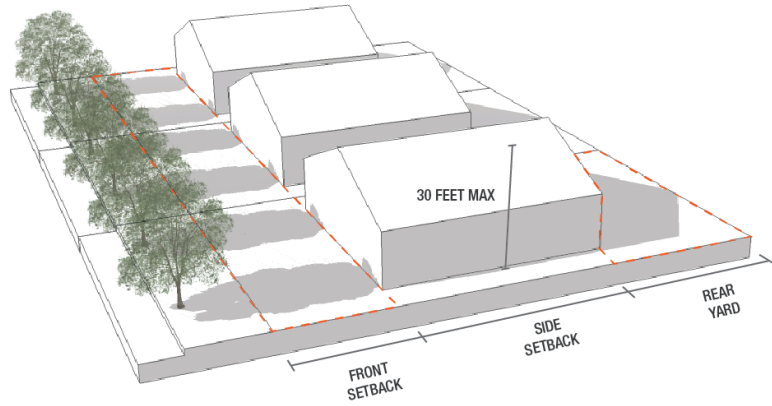 30 FEET MAX
FRONT
SETBACK
SIDE
SETBACK
REAR
YARD